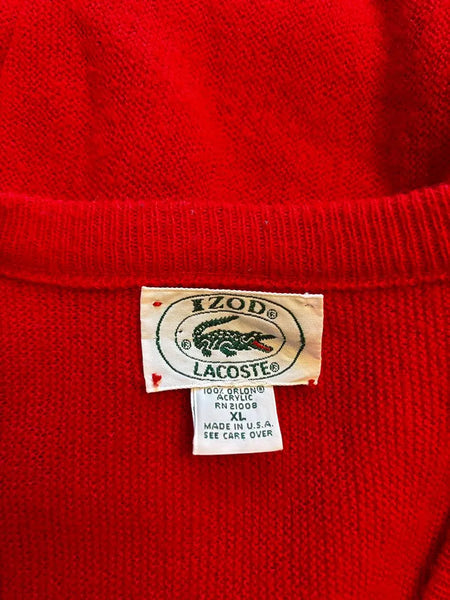 IZOD®
LACOSTE®
100% ORLON®
ACRYLIC
RN 21008
XL
MADE IN U.S.A.
SEE CARE OVER